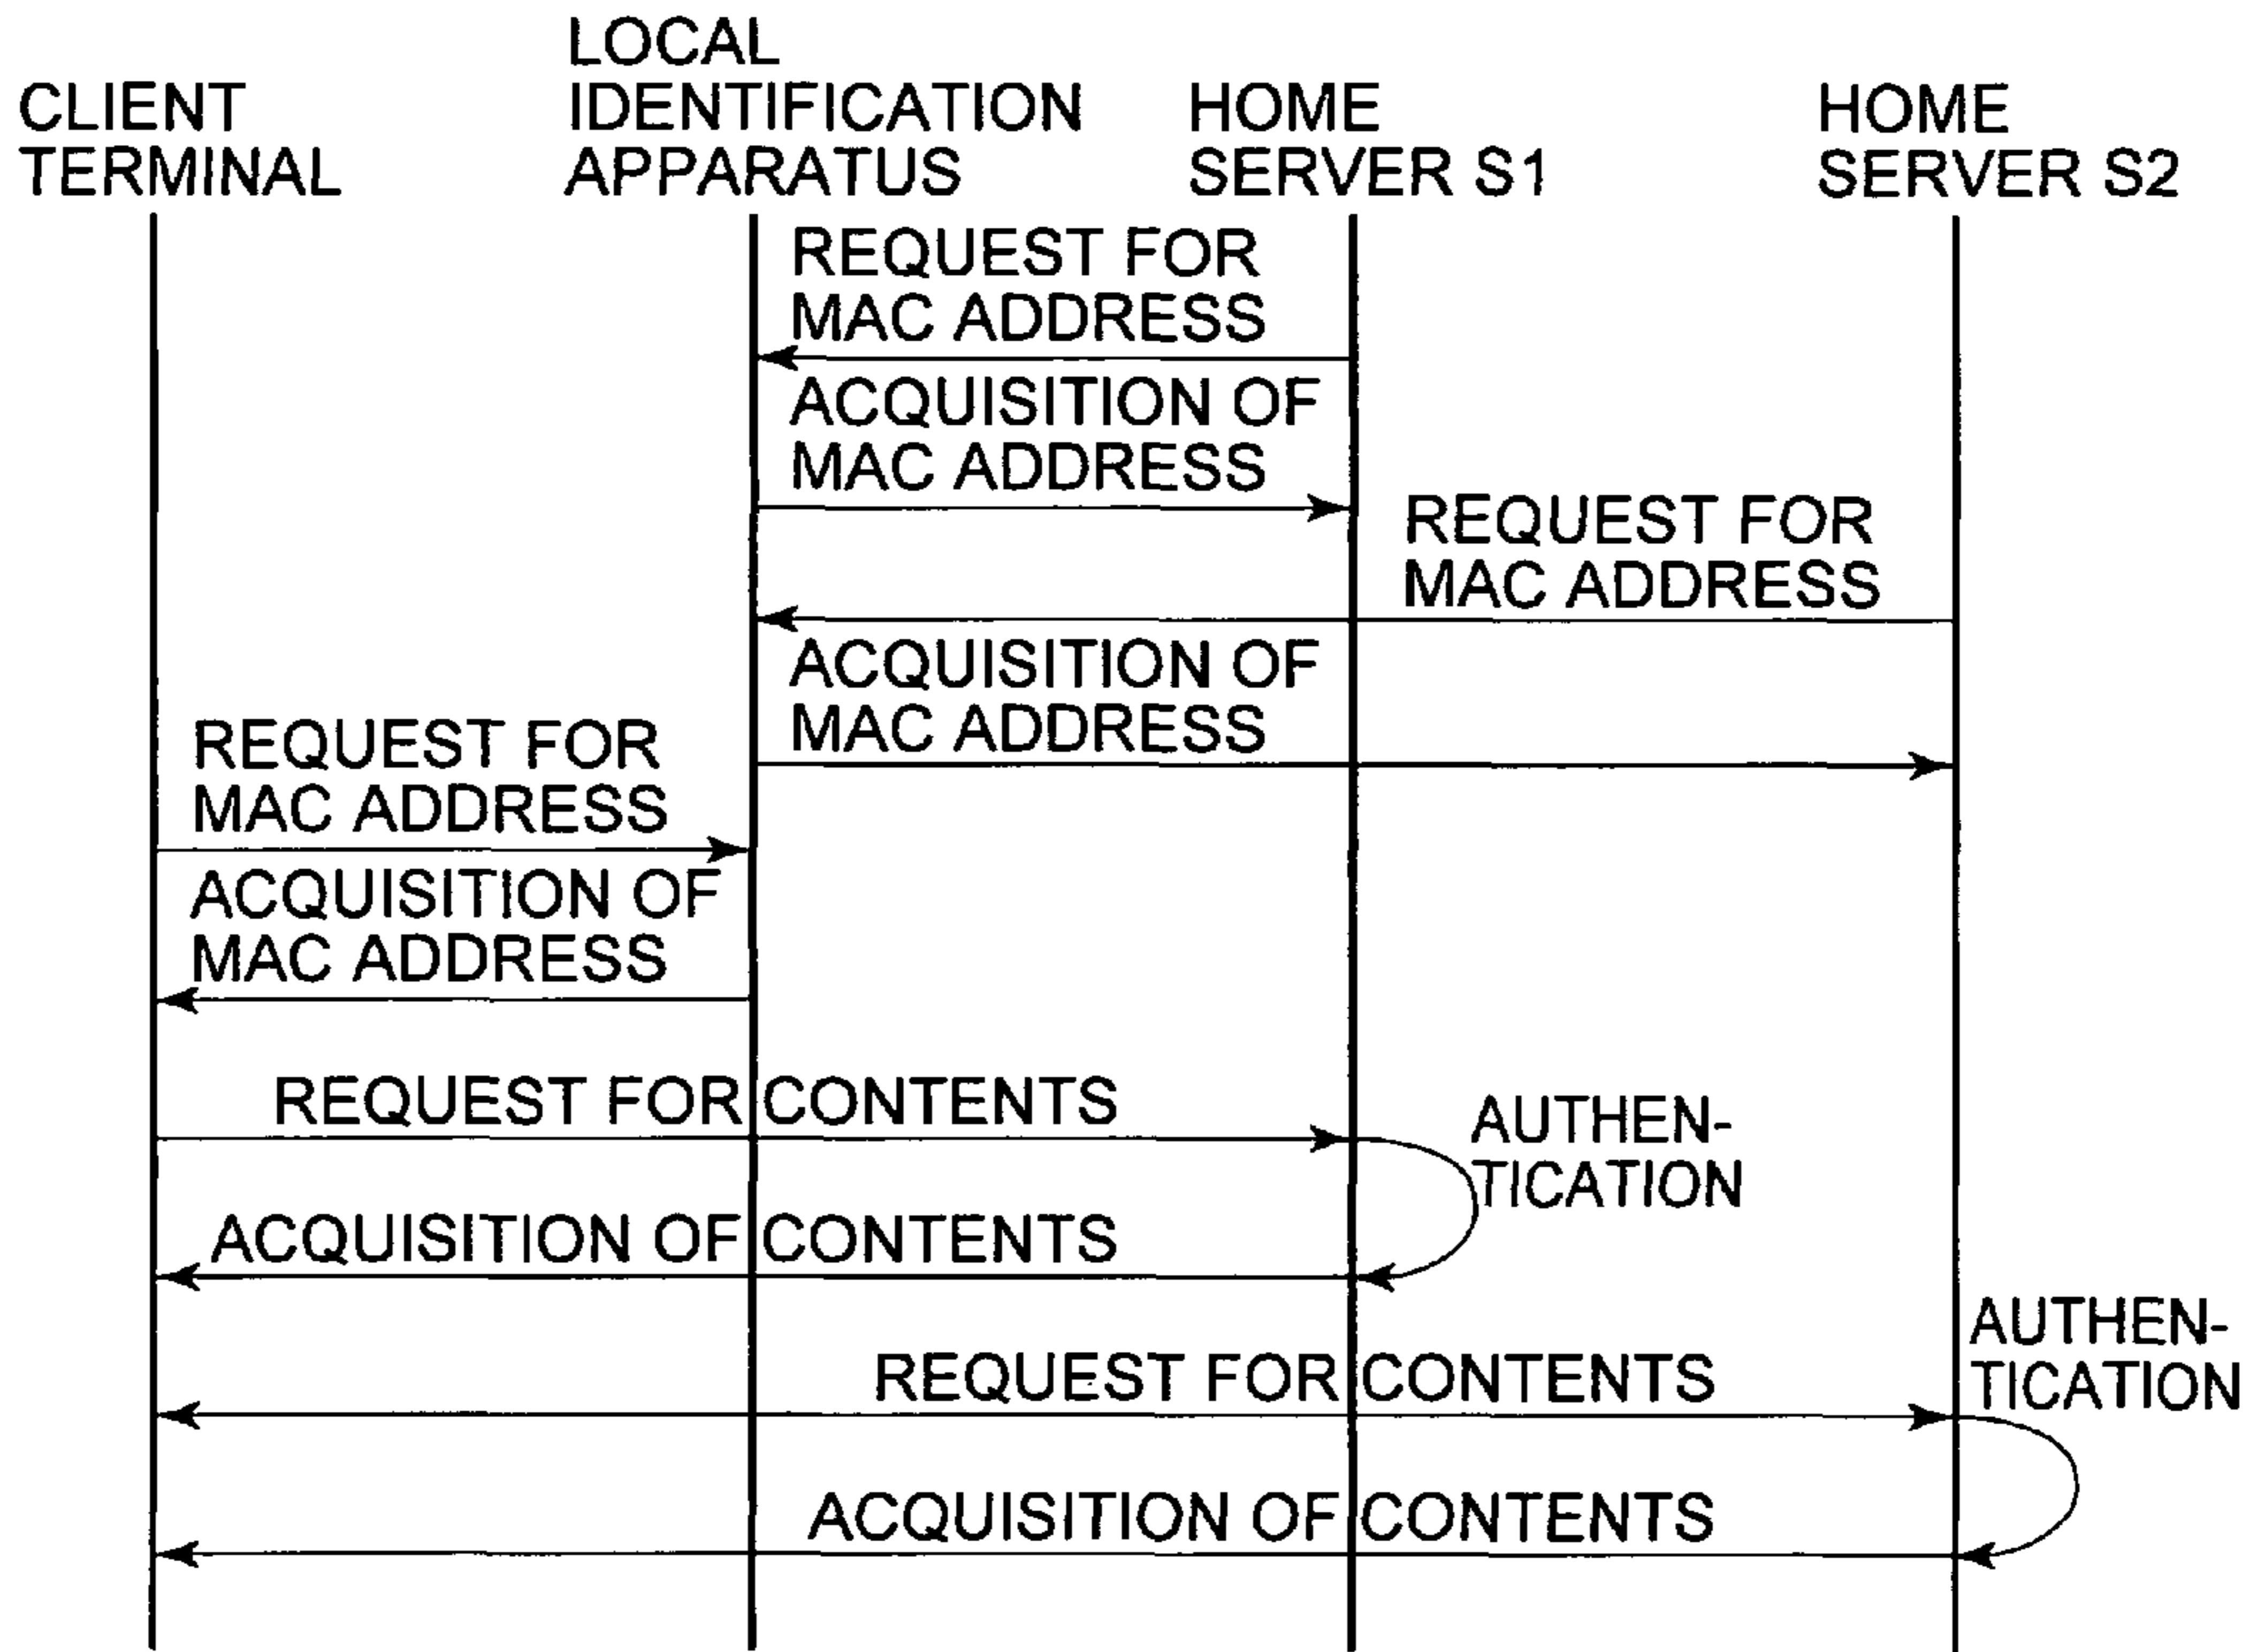 CLIENT
TERMINAL
LOCAL
IDENTIFICATION
APPARATUS
HOME
SERVER S1
HOME
SERVER S2
REQUEST FOR
MAC ADDRESS
ACQUISITION OF
MAC ADDRESS
REQUEST FOR
MAC ADDRESS
ACQUISITION OF
MAC ADDRESS
REQUEST FOR
MAC ADDRESS
ACQUISITION OF
MAC ADDRESS
REQUEST FOR CONTENTS
AUTHEN-
TICATION
ACQUISITION OF CONTENTS
REQUEST FOR CONTENTS
AUTHEN-
TICATION
ACQUISITION OF CONTENTS